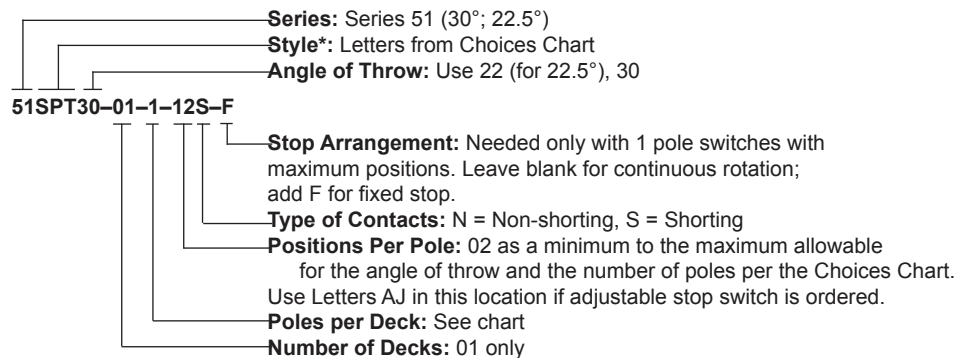 Series: Series 51 (30°; 22.5°)
Style*: Letters from Choices Chart
Angle of Throw: Use 22 (for 22.5°), 30
51SPT30–01–1–12S–F
Stop Arrangement: Needed only with 1 pole switches with
maximum positions. Leave blank for continuous rotation;
add F for fixed stop.
Type of Contacts: N = Non-shorting, S = Shorting
Positions Per Pole: 02 as a minimum to the maximum allowable
for the angle of throw and the number of poles per the Choices Chart.
Use Letters AJ in this location if adjustable stop switch is ordered.
Poles per Deck: See chart
Number of Decks: 01 only